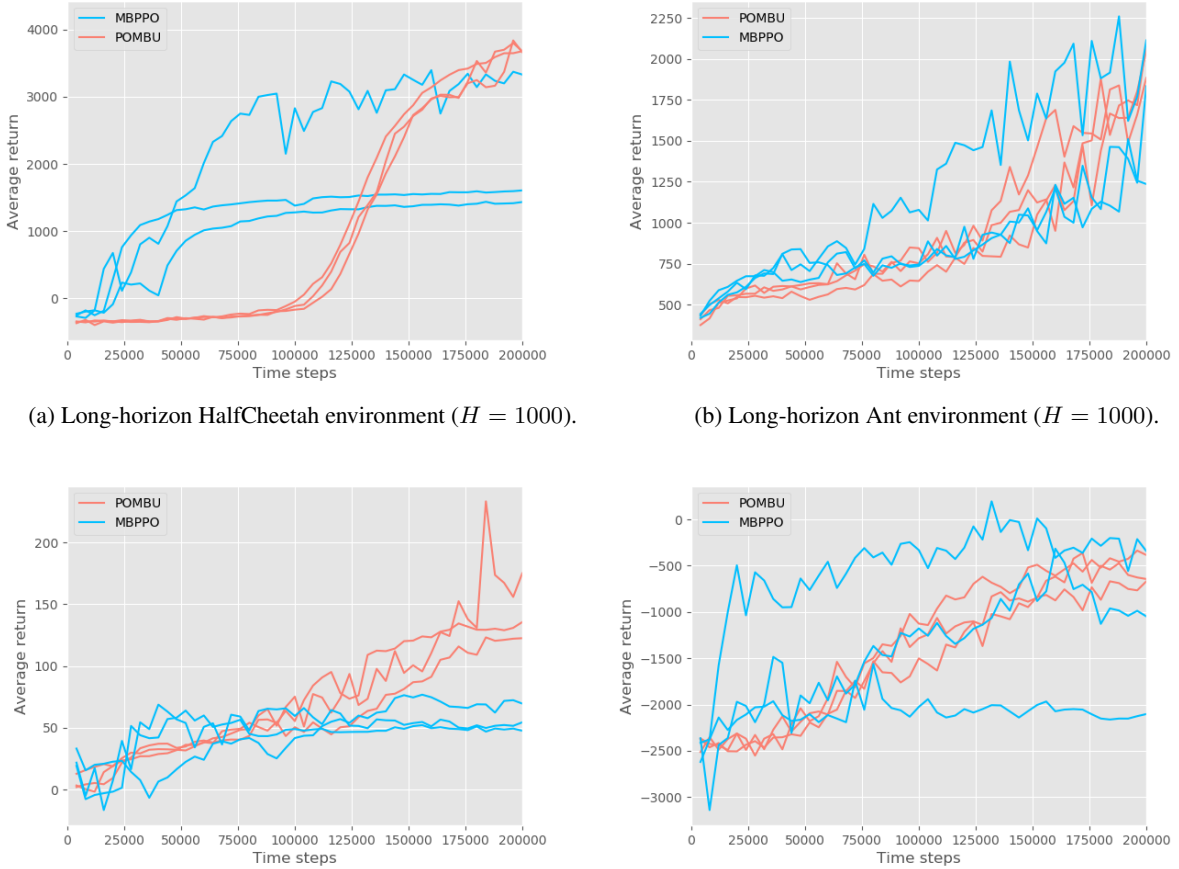 MBPPO
POMBU
4000
3000
2000
1000
0
Average return
0 25000 50000 75000 100000 125000 150000 175000 200000
Time steps
(a) Long-horizon HalfCheetah environment (H = 1000).
POMBU
MBPPO
2250
2000
1750
1500
1250
1000
750
500
Average return
0 25000 50000 75000 100000 125000 150000 175000 200000
Time steps
(b) Long-horizon Ant environment (H = 1000).
POMBU
MBPPO
200
150
100
50
0
Average return
0 25000 50000 75000 100000 125000 150000 175000 200000
Time steps
POMBU
MBPPO
0
−500
−1000
−1500
−2000
−2500
−3000
Average return
0 25000 50000 75000 100000 125000 150000 175000 200000
Time steps